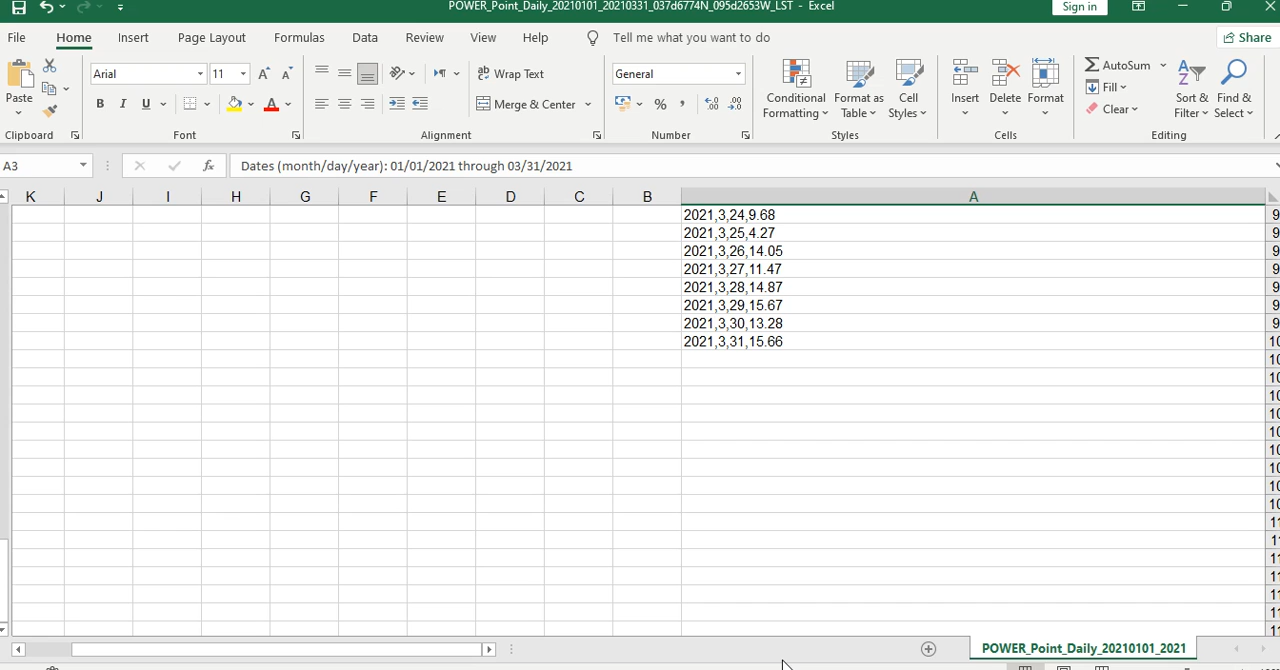 POWER_Point_Daily_20210101_20210331_037d6774N_095d2653W_LST - Excel
Sign in
File Home Insert Page Layout Formulas Data Review View Help Tell me what you want to do Share
Paste
Clipboard
Arial 11
B I U A
Font
Wrap Text
Merge & Center
Alignment
General
%
Number
Conditional Formatting
Format as Table
Cell Styles
Styles
Insert Delete Format
Cells
AutoSum
Fill
Clear
Sort & Filter
Find & Select
Editing
A3 fx Dates (month/day/year): 01/01/2021 through 03/31/2021
K J I H G F E D C B A
2021,3,24,9.68
2021,3,25,4.27
2021,3,26,14.05
2021,3,27,11.47
2021,3,28,14.87
2021,3,29,15.67
2021,3,30,13.28
2021,3,31,15.66
POWER_Point_Daily_20210101_2021